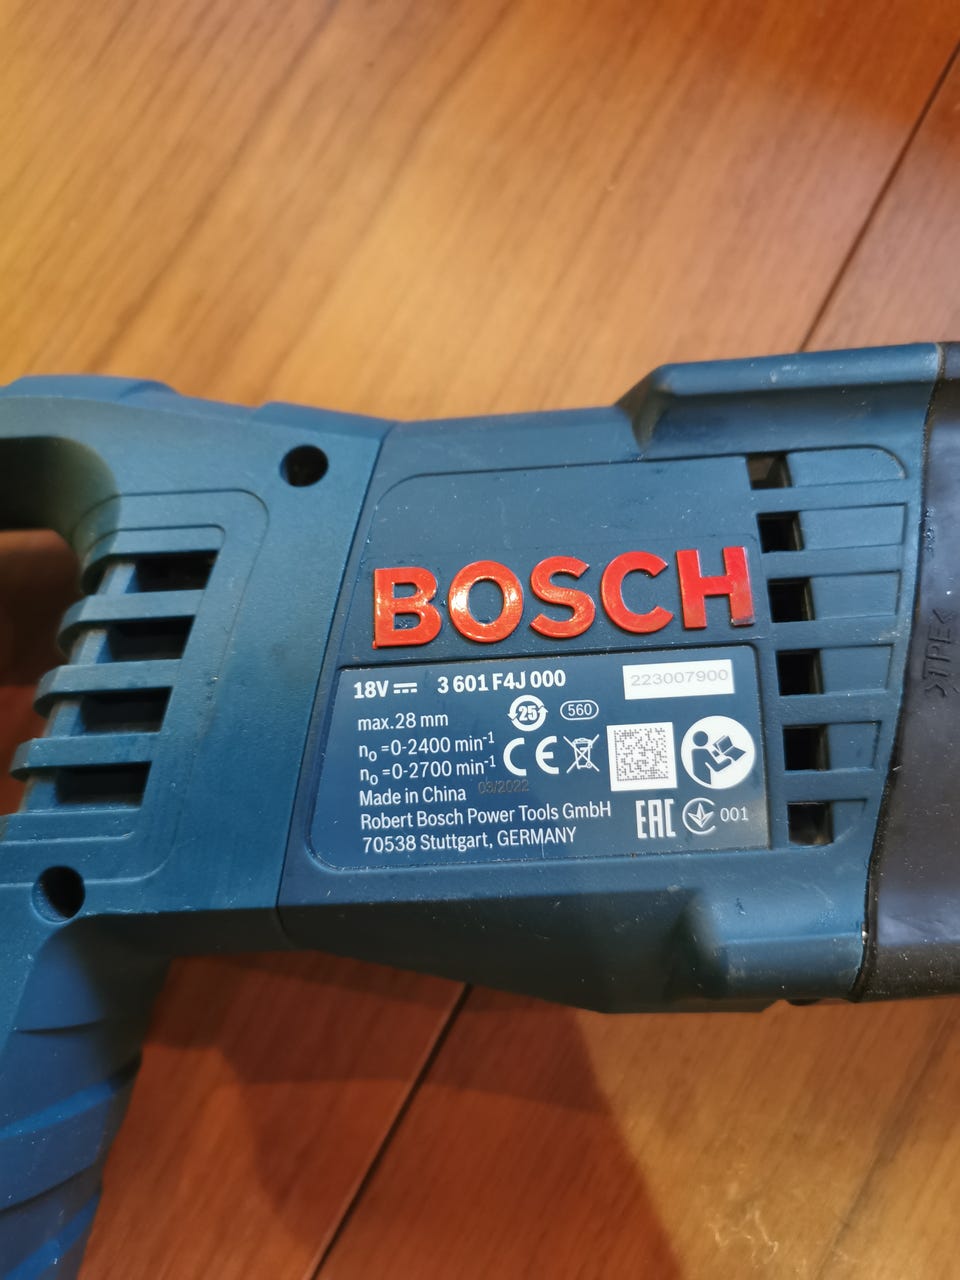 BOSCH
18V 3 601 F4J 000 223007900
max.28 mm 25 560
n₀=0-2400 min⁻¹
n₀=0-2700 min⁻¹ CE
Made in China 03/2022
Robert Bosch Power Tools GmbH EAC 001
70538 Stuttgart, GERMANY
>TPE<